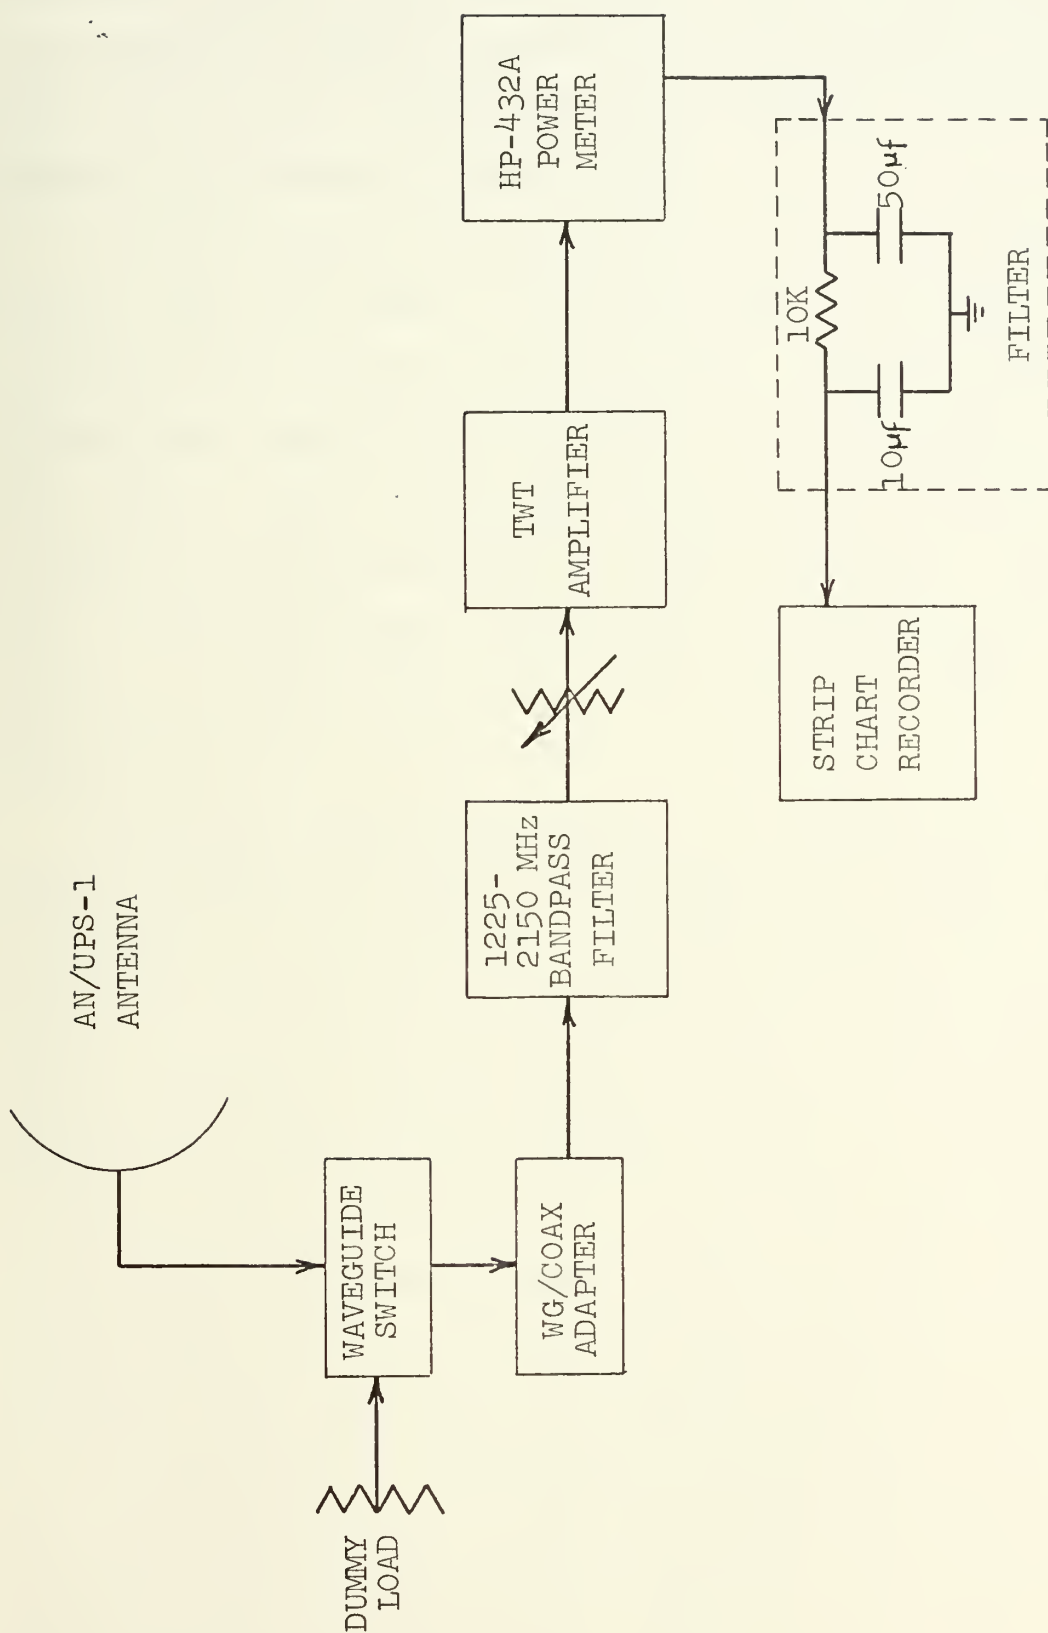 AN/UPS-1
ANTENNA
DUMMY
LOAD
WAVEGUIDE
SWITCH
WG/COAX
ADAPTER
1225-
2150 MHz
BANDPASS
FILTER
TWT
AMPLIFIER
HP-432A
POWER
METER
STRIP
CHART
RECORDER
10K
10µf
50µf
FILTER